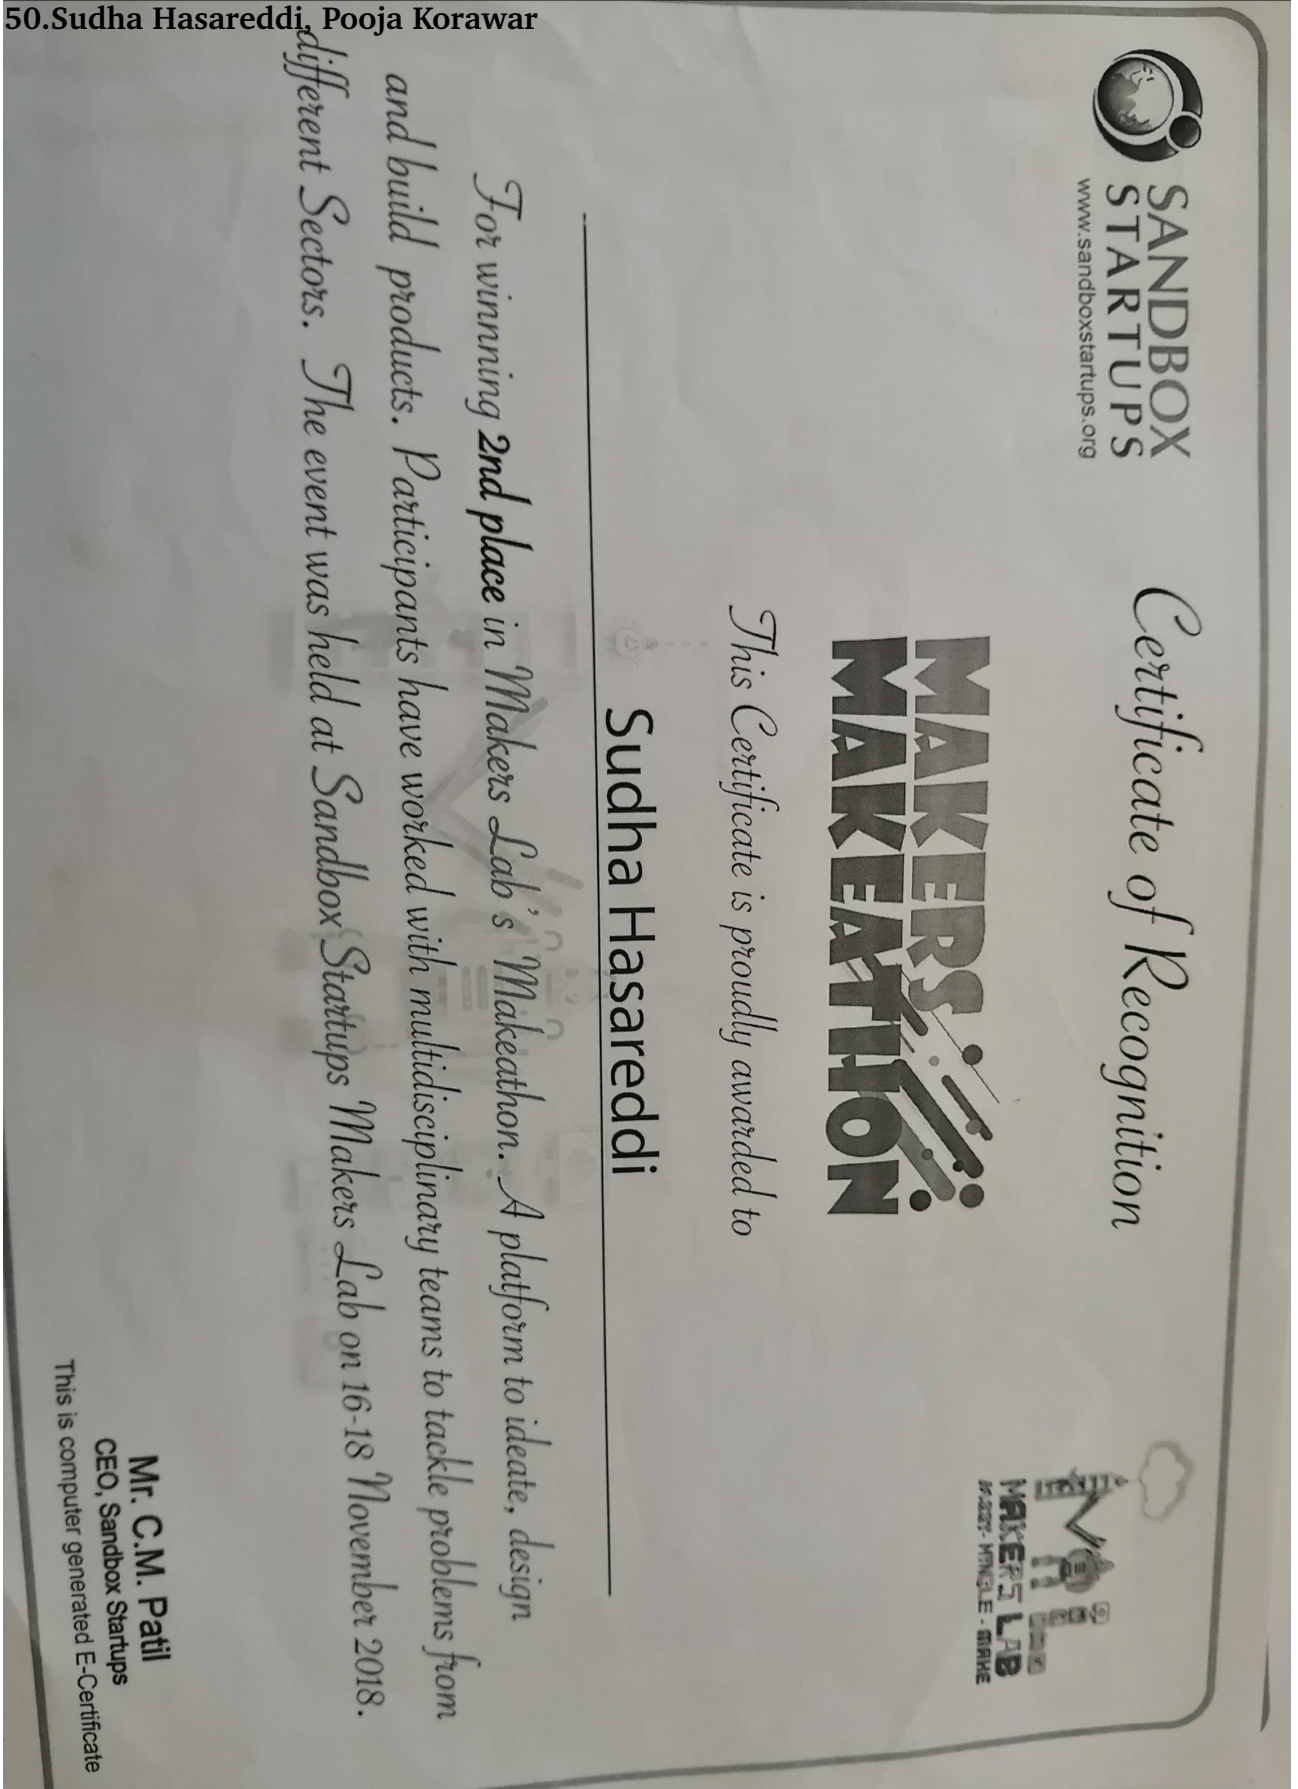 50.Sudha Hasareddi, Pooja Korawar
SANDBOX
STARTUPS
www.sandboxstartups.org
Certificate of Recognition
MAKERS LAB
MEET- MINGLE - MAKE
MAKERS
MAKEATHON
This Certificate is proudly awarded to
Sudha Hasareddi
For winning 2nd place in Makers Lab's Makeathon. A platform to ideate, design
and build products. Participants have worked with multidisciplinary teams to tackle problems from
different Sectors. The event was held at Sandbox Startups Makers Lab on 16-18 November 2018.
Mr. C.M. Patil
CEO, Sandbox Startups
This is computer generated E-Certificate